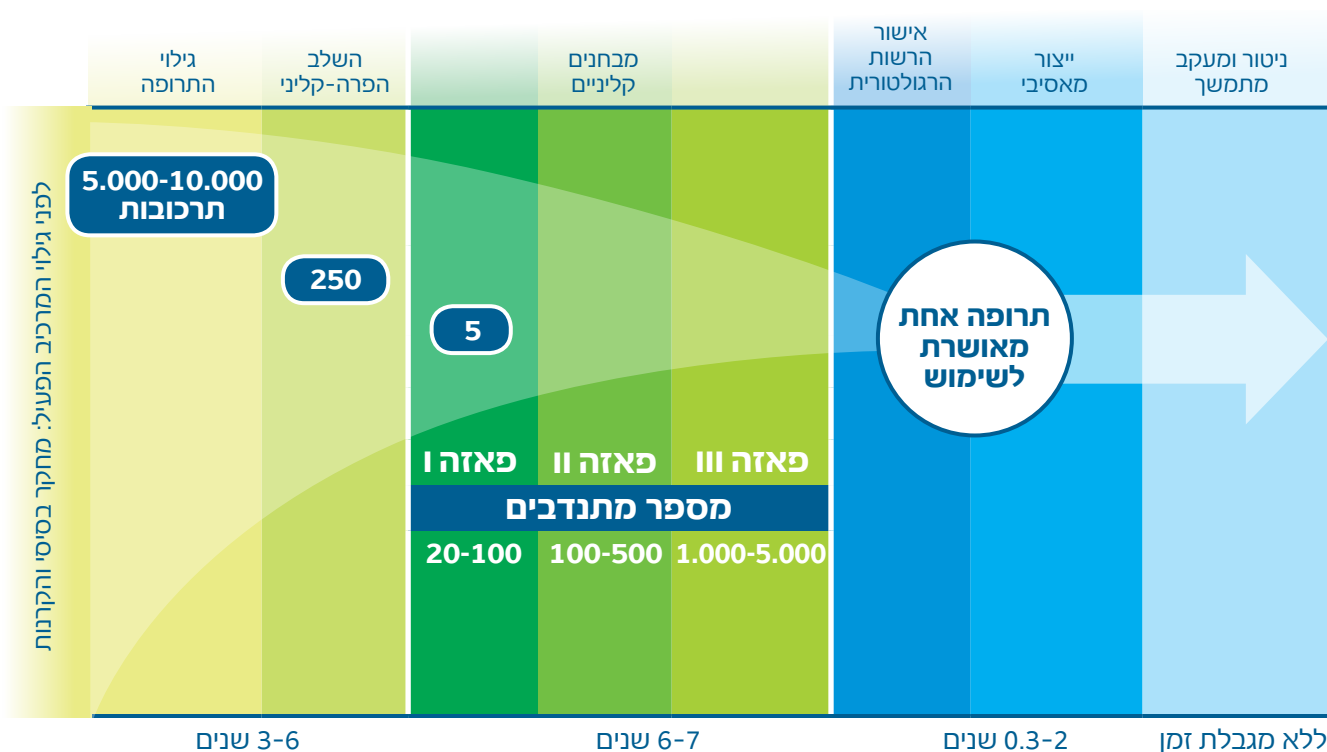 גילוי
התרופה
השלב
הפרה-קליני
מבחנים
קליניים
אישור
הרשות
הרגולטורית
ייצור
מאסיבי
ניטור ומעקב
מתמשך
לפני גילוי המרכיב הפעיל: מחקר בסיסי והקרנות
5.000-10.000
תרכובות
250
5
תרופה אחת
מאושרת
לשימוש
פאזה I
פאזה II
פאזה III
מספר מתנדבים
20-100
100-500
1.000-5.000
3-6 שנים
6-7 שנים
0.3-2 שנים
ללא מגבלת זמן